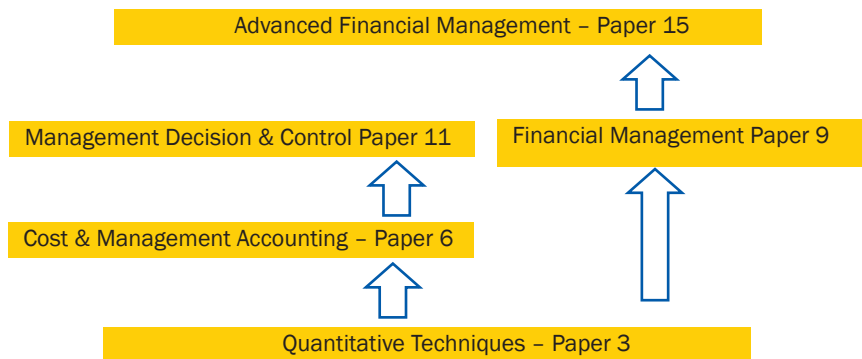 Advanced Financial Management – Paper 15
Management Decision & Control Paper 11
Financial Management Paper 9
Cost & Management Accounting – Paper 6
Quantitative Techniques – Paper 3